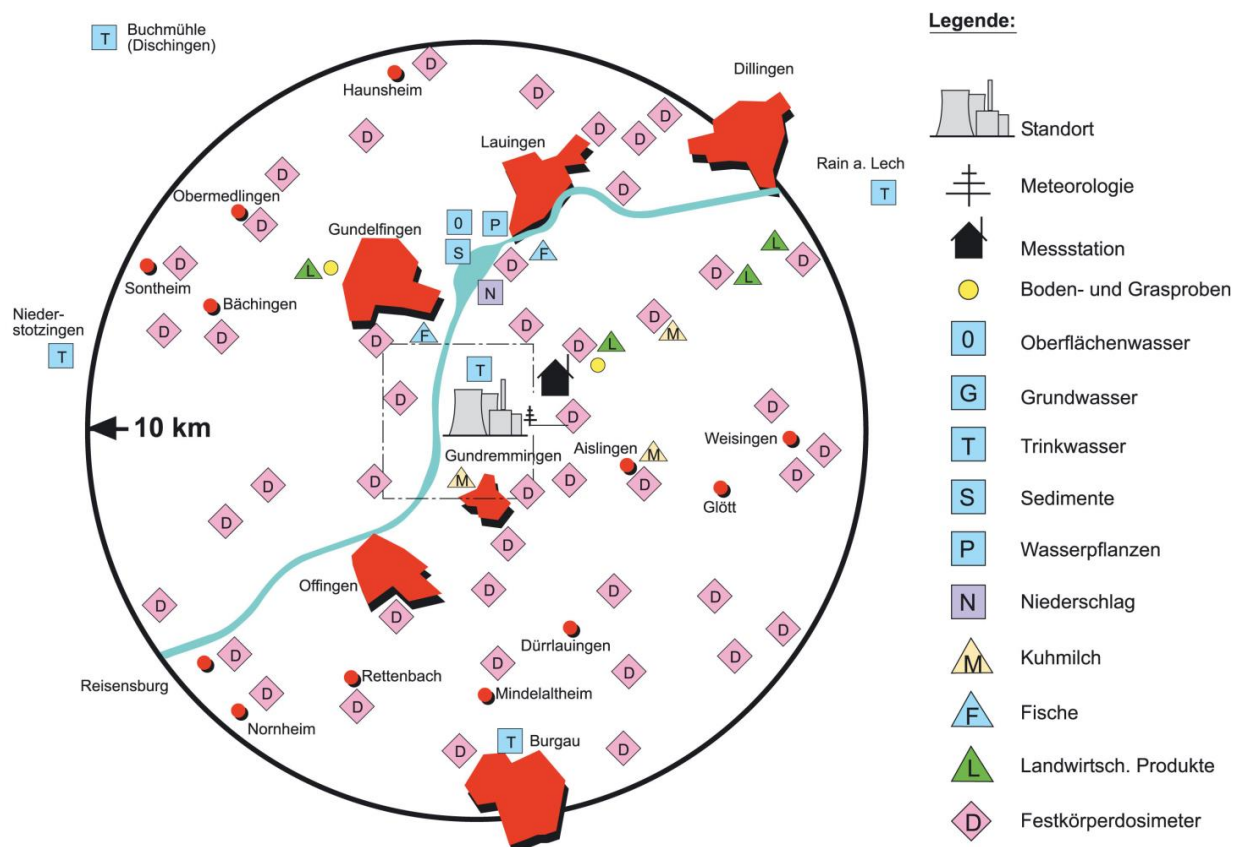 Legende:
T
Buchmühle
(Dischingen)
D
Haunsheim
D
Dillingen
D
D
D
D
Lauingen
Standort
Rain a. Lech
T
Meteorologie
D
Obermedlingen
D
D
0
P
Gundelfingen
S
F
D
L
Messstation
D
Sontheim
L
D
D
L
N
Boden- und Grasproben
Bächingen
Nieder-
stotzingen
T
D
D
D
F
D
D
M
D
L
0
Oberflächenwasser
T
G
Grundwasser
D
D
D
10 km
Weisingen
D
T
Trinkwasser
Gundremmingen
Aislingen
M
M
D
D
D
D
D
D
D
Glött
S
Sedimente
D
D
P
Wasserpflanzen
Offingen
D
D
D
D
D
N
Niederschlag
D
Dürrlauingen
D
D
D
D
D
M
Kuhmilch
Reisensburg
Rettenbach
D
D
Mindelaltheim
Nornheim
F
Fische
T
Burgau
D
D
L
Landwirtsch. Produkte
D
Festkörperdosimeter